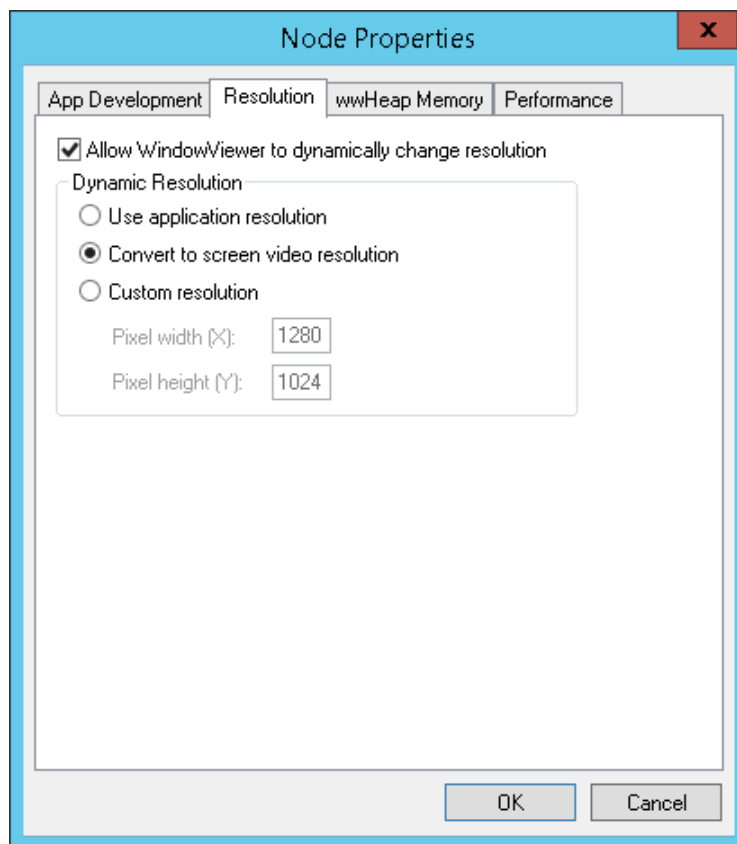 Node Properties
x
App Development Resolution wwHeap Memory Performance
Allow WindowViewer to dynamically change resolution
Dynamic Resolution
Use application resolution
Convert to screen video resolution
Custom resolution
Pixel width (X): 1280
Pixel height (Y): 1024
OK Cancel